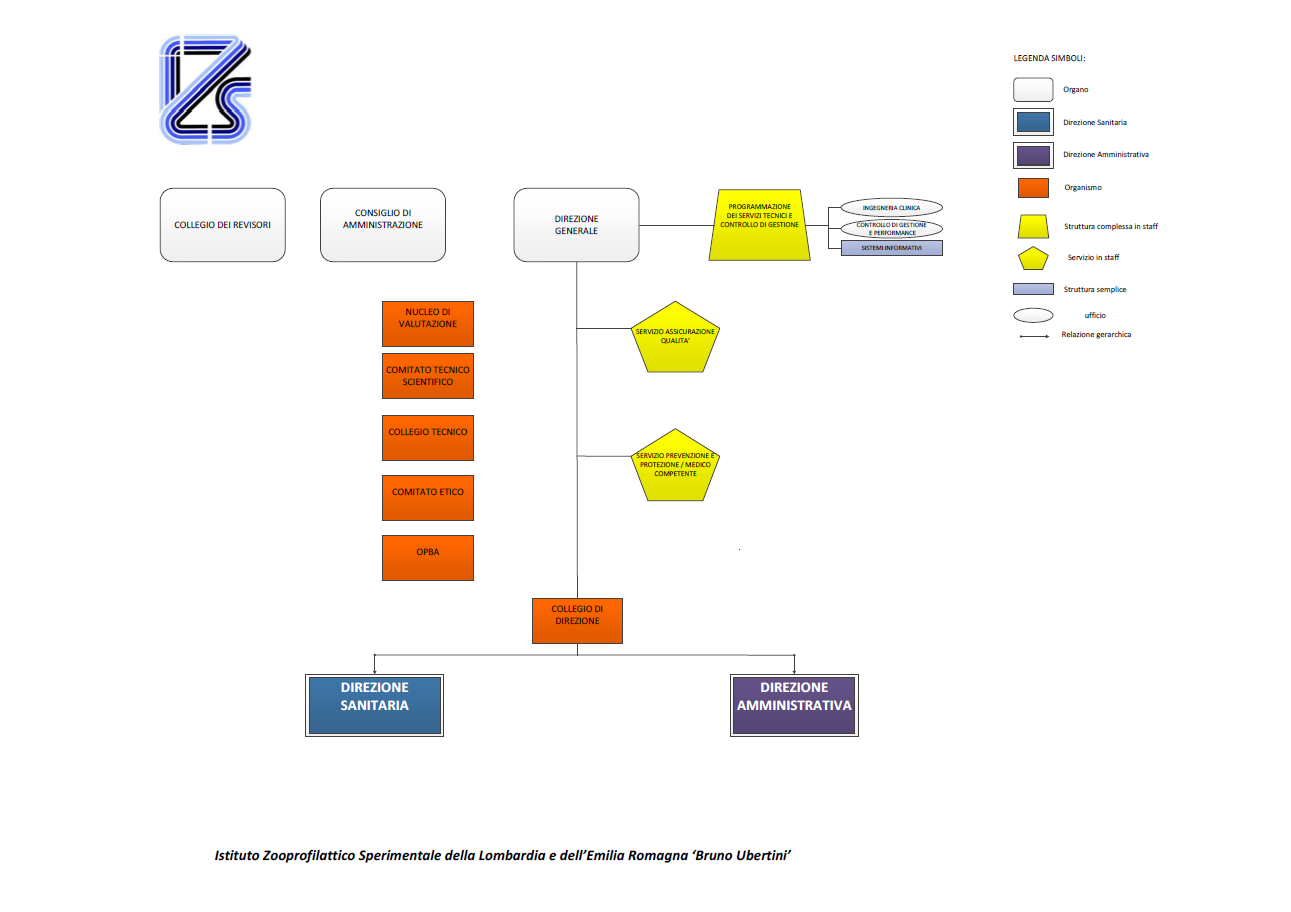 LEGENDA SIMBOLI:
Organo
Direzione Sanitaria
Direzione Amministrativa
Organismo
Struttura complessa in staff
Servizio in staff
Struttura semplice
ufficio
Relazione gerarchica
COLLEGIO DEI REVISORI
CONSIGLIO DI
AMMINISTRAZIONE
DIREZIONE
GENERALE
PROGRAMMAZIONE
DEI SERVIZI TECNICI E
CONTROLLO DI GESTIONE
INGEGNERIA CLINICA
CONTROLLO DI GESTIONE
E PERFORMANCE
SISTEMI INFORMATIVI
NUCLEO DI
VALUTAZIONE
COMITATO TECNICO
SCIENTIFICO
COLLEGIO TECNICO
COMITATO ETICO
OPBA
SERVIZIO ASSICURAZIONE
QUALITA'
SERVIZIO PREVENZIONE E
PROTEZIONE / MEDICO
COMPETENTE
COLLEGIO DI
DIREZIONE
DIREZIONE
SANITARIA
DIREZIONE
AMMINISTRATIVA
Istituto Zooprofilattico Sperimentale della Lombardia e dell'Emilia Romagna 'Bruno Ubertini'